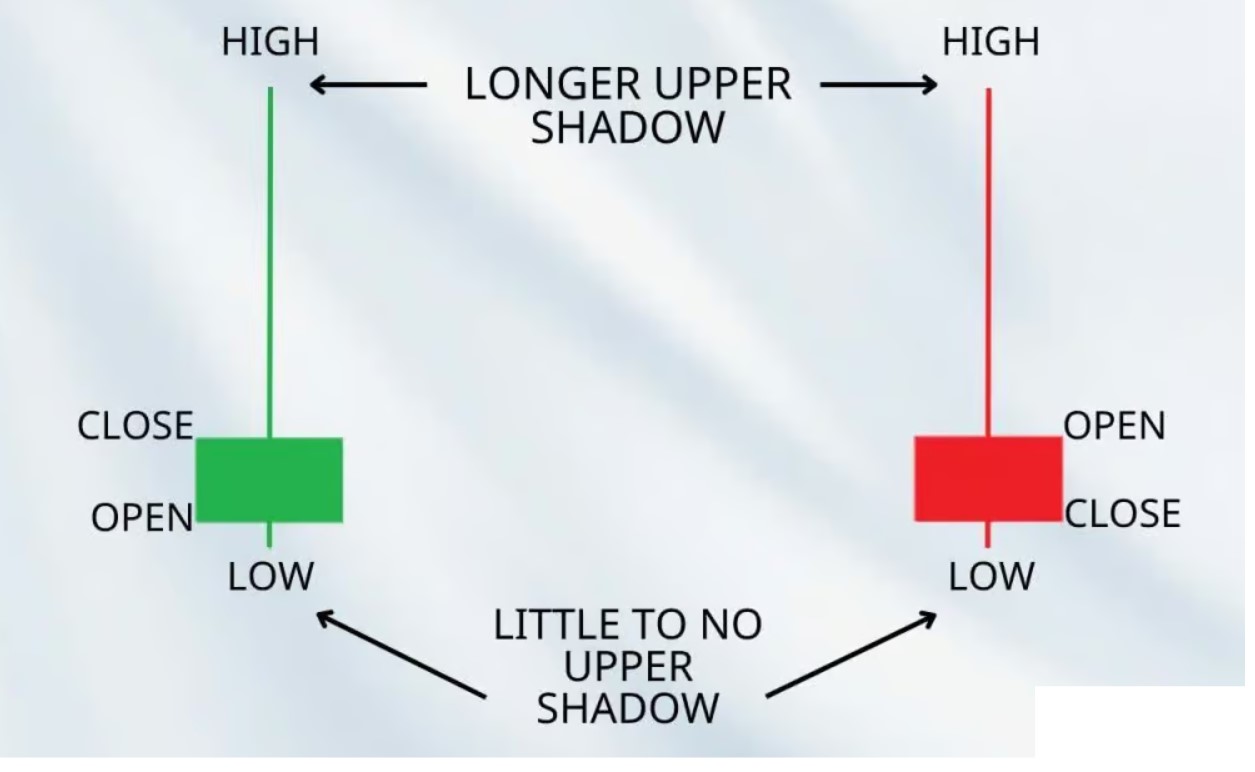 HIGH
HIGH
LONGER UPPER
SHADOW
CLOSE
OPEN
OPEN
CLOSE
LOW
LOW
LITTLE TO NO
UPPER
SHADOW